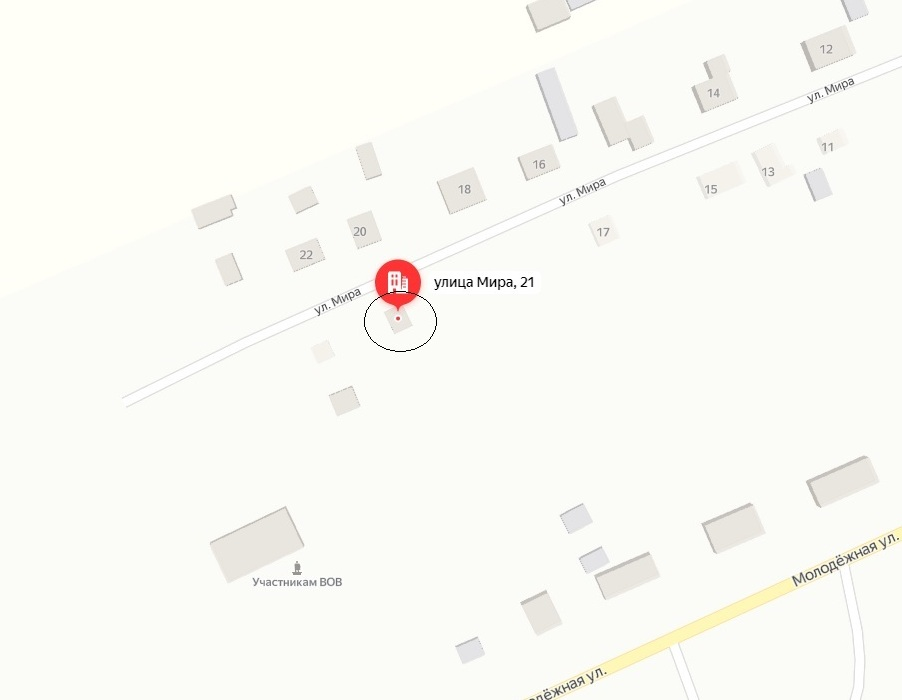 12
ул. Мира
14
11
16
13
18
15
ул. Мира
20
17
22
улица Мира, 21
ул. Мира
Молодёжная ул.
Участникам ВОВ
дёжная ул.